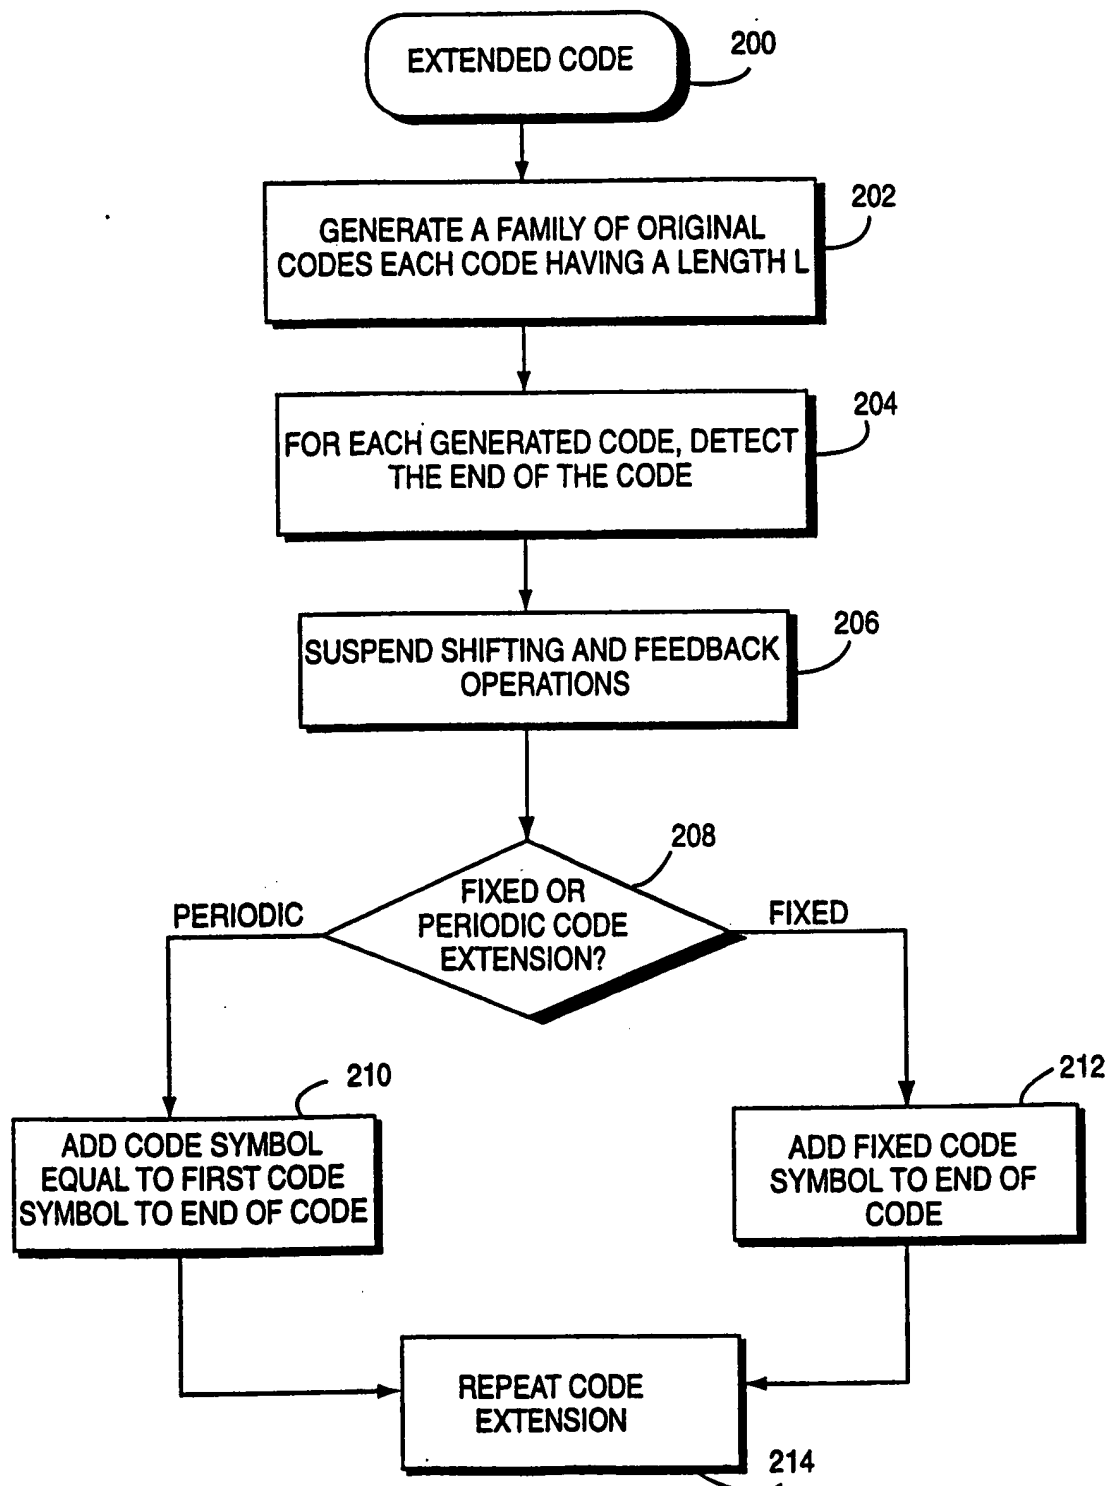 EXTENDED CODE
200
202
GENERATE A FAMILY OF ORIGINAL
CODES EACH CODE HAVING A LENGTH L
204
FOR EACH GENERATED CODE, DETECT
THE END OF THE CODE
206
SUSPEND SHIFTING AND FEEDBACK
OPERATIONS
208
FIXED OR
PERIODIC CODE
EXTENSION?
PERIODIC
FIXED
210
212
ADD CODE SYMBOL
EQUAL TO FIRST CODE
SYMBOL TO END OF CODE
ADD FIXED CODE
SYMBOL TO END OF
CODE
REPEAT CODE
EXTENSION
214